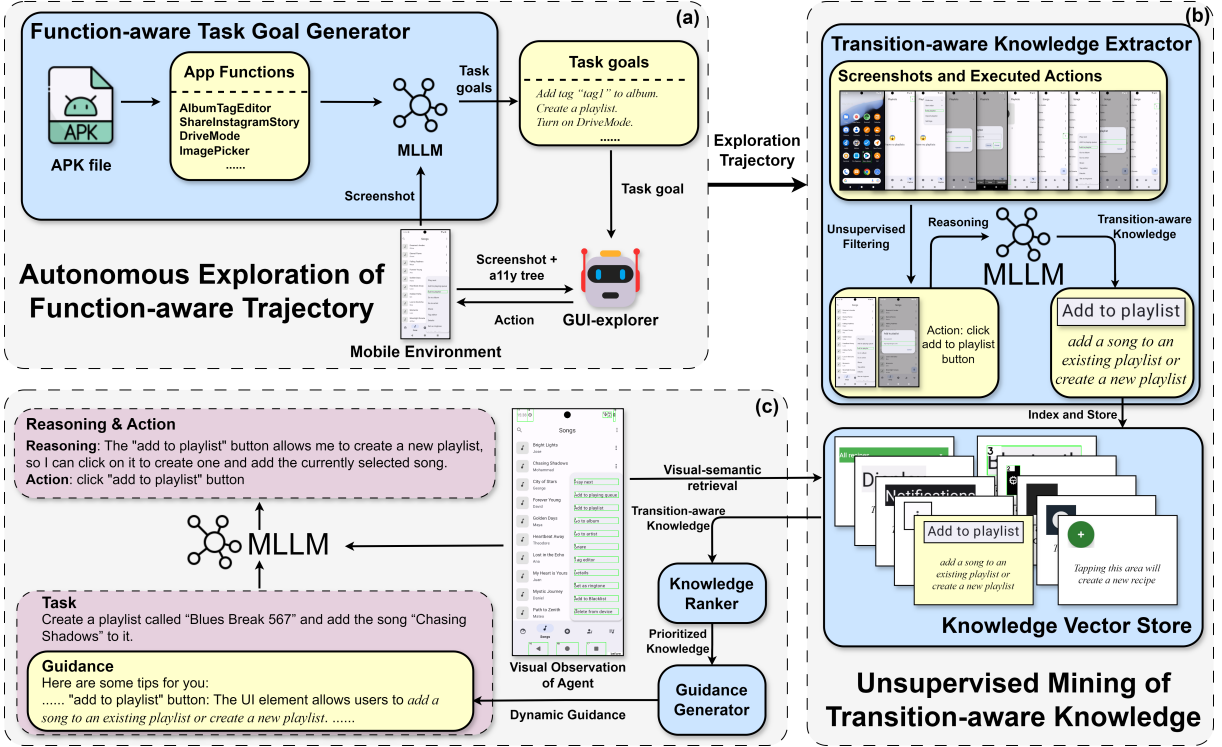 (a)
Function-aware Task Goal Generator
APK
APK file
App Functions
AlbumTagEditor
ShareInstagramStory
DriveMode
ImagePicker
......
MLLM
Task
goals
Task goals
Add tag “tag1” to album.
Create a playlist.
Turn on DriveMode.
......
Screenshot
Task goal
Songs
Autonomous Exploration of
Function-aware Trajectory
Screenshot +
a11y tree
Action
Mobile Environment
GUI-explorer
Exploration
Trajectory
(b)
Transition-aware Knowledge Extractor
Screenshots and Executed Actions
Unsupervised
Filtering
Reasoning
MLLM
Transition-aware
Knowledge
Action: click
add to playlist
button
Add to playlist
add a song to an
existing playlist or
create a new playlist
Index and Store
Notifications
Add to playlist
add a song to an
existing playlist or
create a new playlist
+
Tapping this area will
create a new recipe
Knowledge Vector Store
Unsupervised Mining of
Transition-aware Knowledge
(c)
Reasoning & Action
Reasoning: The "add to playlist" button allows me to create a new playlist,
so I can click on it to create one and add the currently selected song.
Action: click "add to playlist" button
MLLM
Task
Create a playlist called “Blues Break 567” and add the song “Chasing
Shadows” to it.
Guidance
Here are some tips for you:
...... "add to playlist" button: The UI element allows users to add a
song to an existing playlist or create a new playlist. ......
Songs
Bright Lights
Chasing Shadows
Mohammed
City of Stars
George
Forever Young
David
Golden Days
Heartbeat Away
Theodore
Lost in the Echo
My Heart is Yours
Mystic Journey
Daniel
Path to Zenith
Play next
Add to playing queue
Add to playlist
Go to album
Go to artist
Share
Tag editor
Details
Set as ringtone
Add to Blacklist
Delete from device
Songs
Visual Observation
of Agent
Visual-semantic
retrieval
Transition-aware
Knowledge
Knowledge
Ranker
Prioritized
Knowledge
Guidance
Generator
Dynamic Guidance